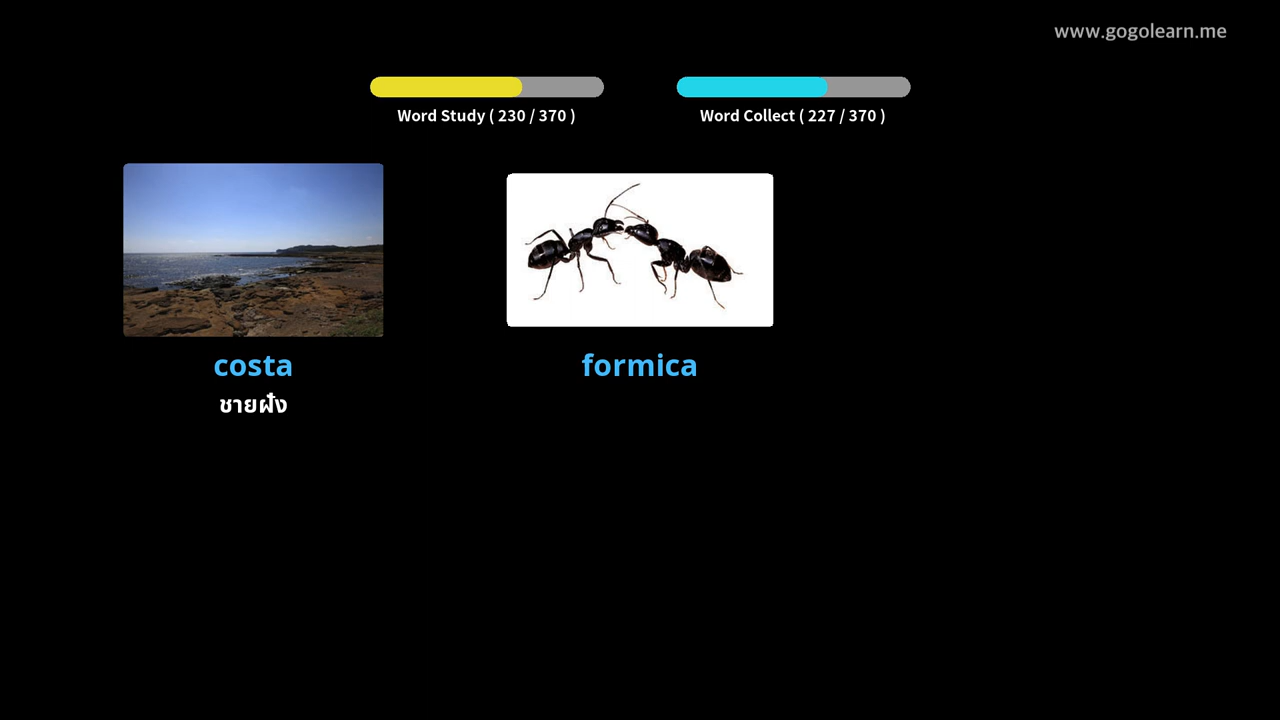 www.gogolearn.me
Word Study ( 230 / 370 )
Word Collect ( 227 / 370 )
costa
ชายฝั่ง
formica